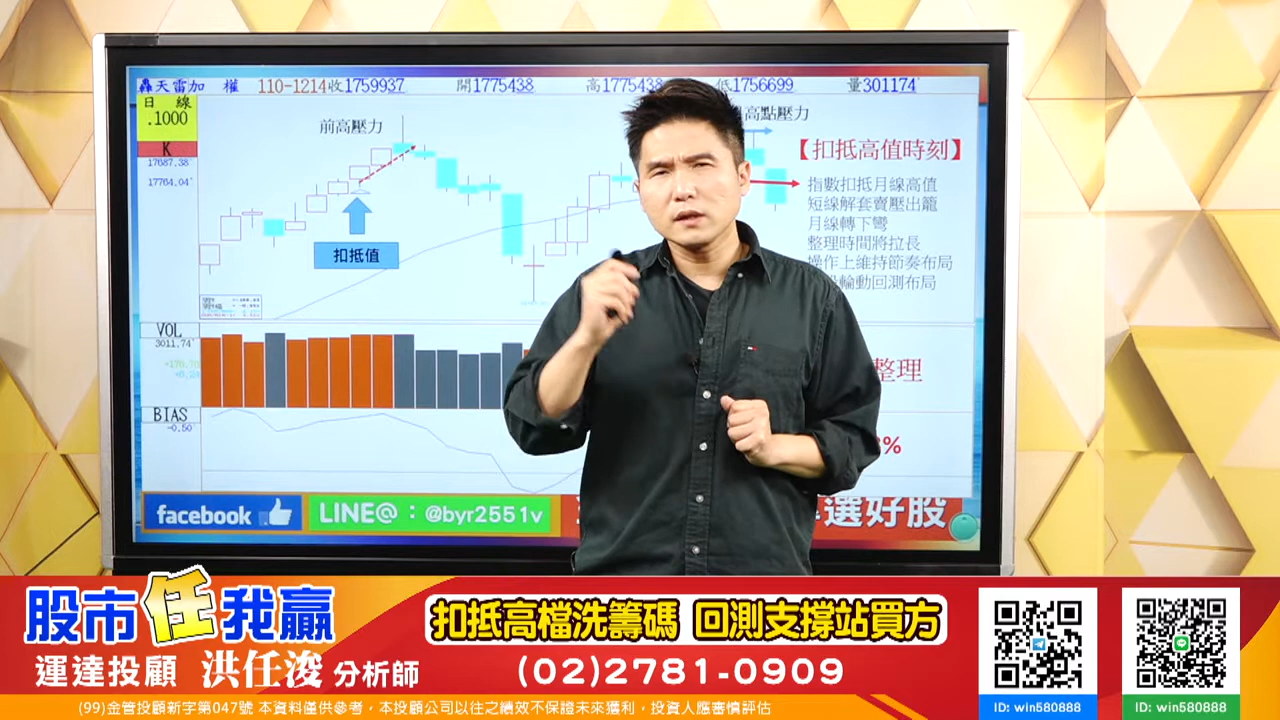 轟天雷加 權 110-1214收1759937 開1775438 高1775438 低1756699 量301174
日 線
.1000
K
17687.38
17764.04
前高壓力
高點壓力
扣抵值
【扣抵高值時刻】
指數扣抵月線高值
短線解套賣壓出籠
月線轉下彎
整理時間將拉長
操作上維持節奏布局
輪動回測布局
VOL
3011.74
整理
BIAS
-0.50
%
facebook
LINE@:@byr2551v
選好股
股市任我贏
運達投顧 洪任浚 分析師
扣抵高檔洗籌碼 回測支撐站買方
(02)2781-0909
ID: win580888
ID: win580888
(99)金管投顧新字第047號 本資料僅供參考,本投顧公司以往之績效不保證未來獲利,投資人應審慎評估